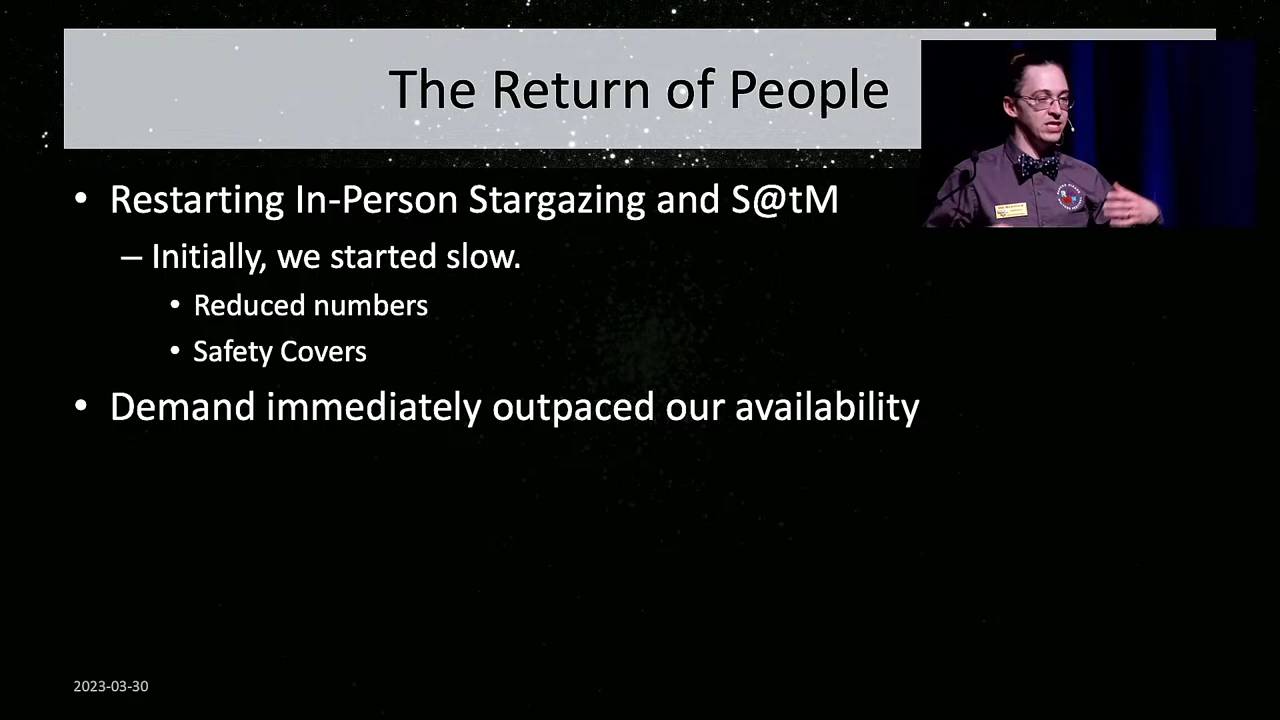 The Return of People
• Restarting In-Person Stargazing and S@tM
– Initially, we started slow.
• Reduced numbers
• Safety Covers
• Demand immediately outpaced our availability
2023-03-30